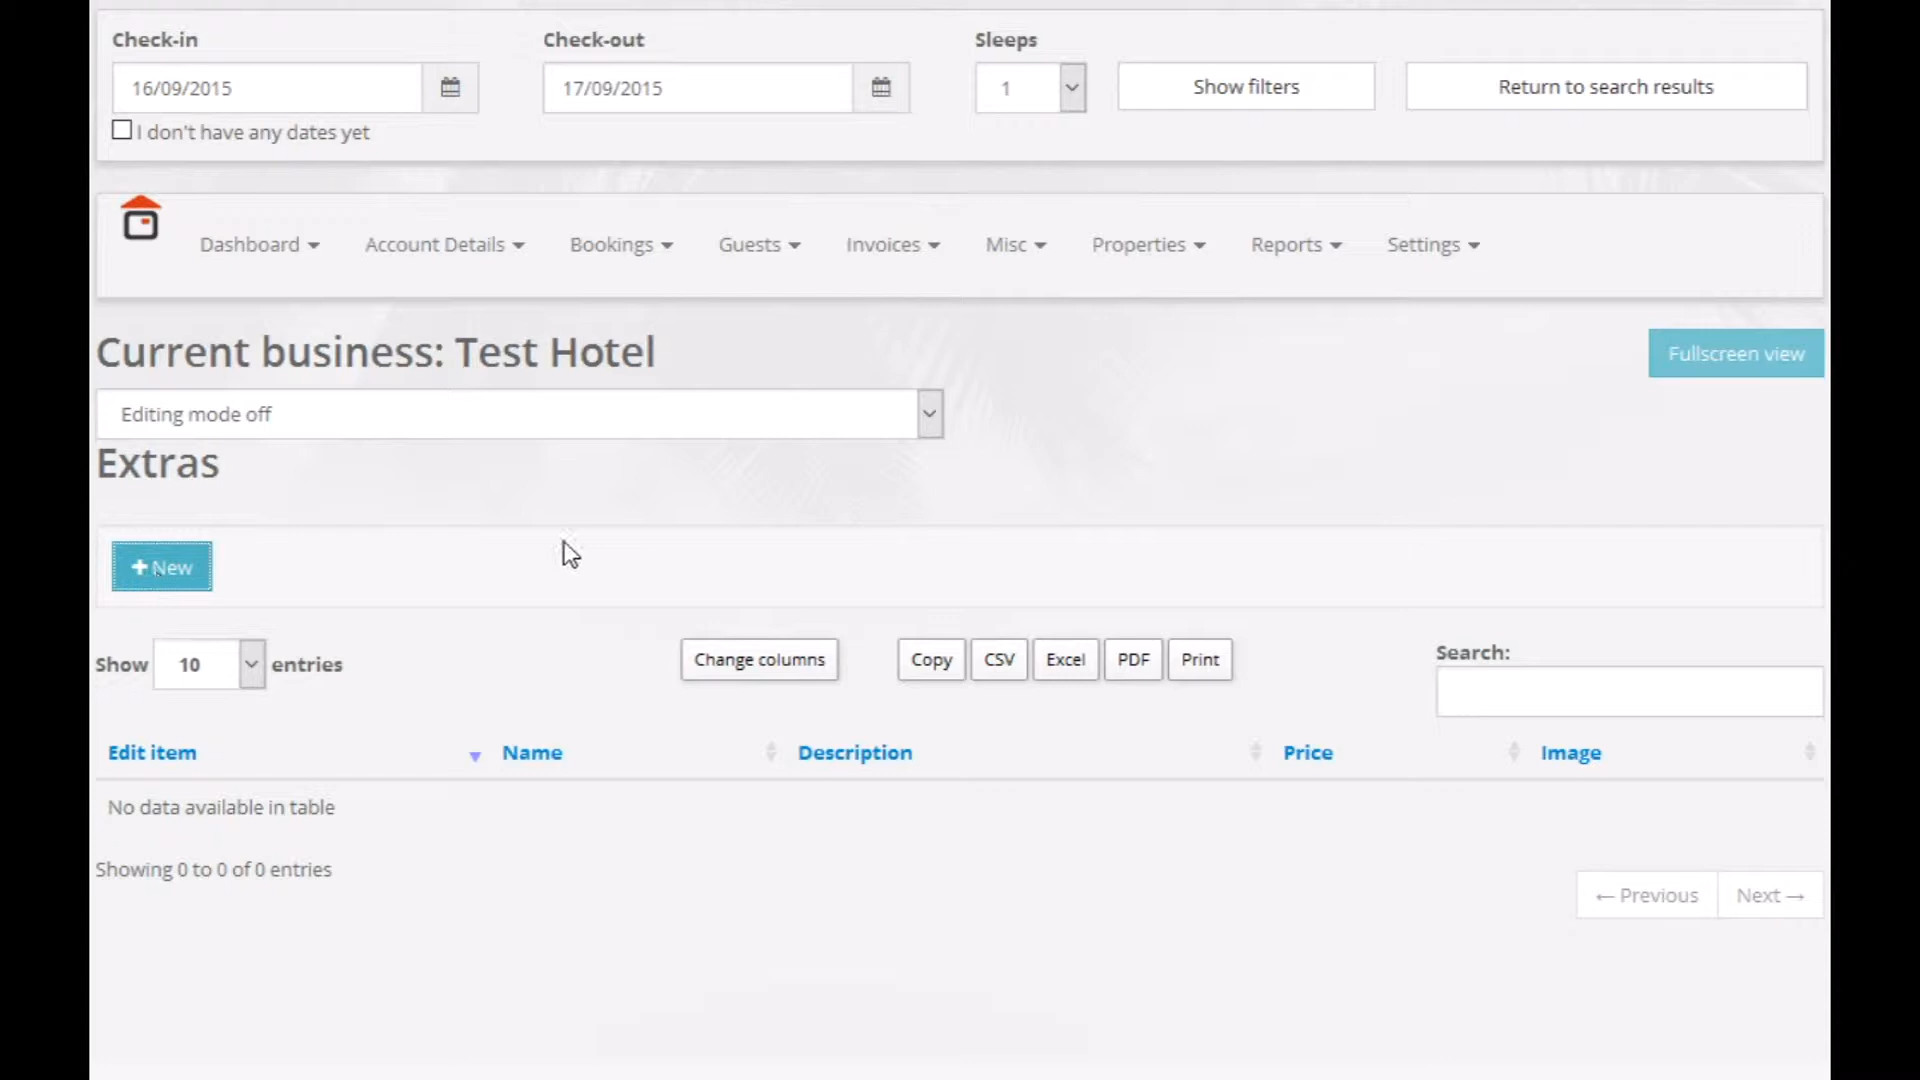 Check-in Check-out Sleeps
16/09/2015 17/09/2015 1 Show filters Return to search results
I don't have any dates yet
Dashboard Account Details Bookings Guests Invoices Misc Properties Reports Settings
Current business: Test Hotel Fullscreen view
Editing mode off
Extras
New
Show 10 entries Change columns Copy CSV Excel PDF Print Search:
Edit item Name Description Price Image
No data available in table
Showing 0 to 0 of 0 entries
← Previous Next →